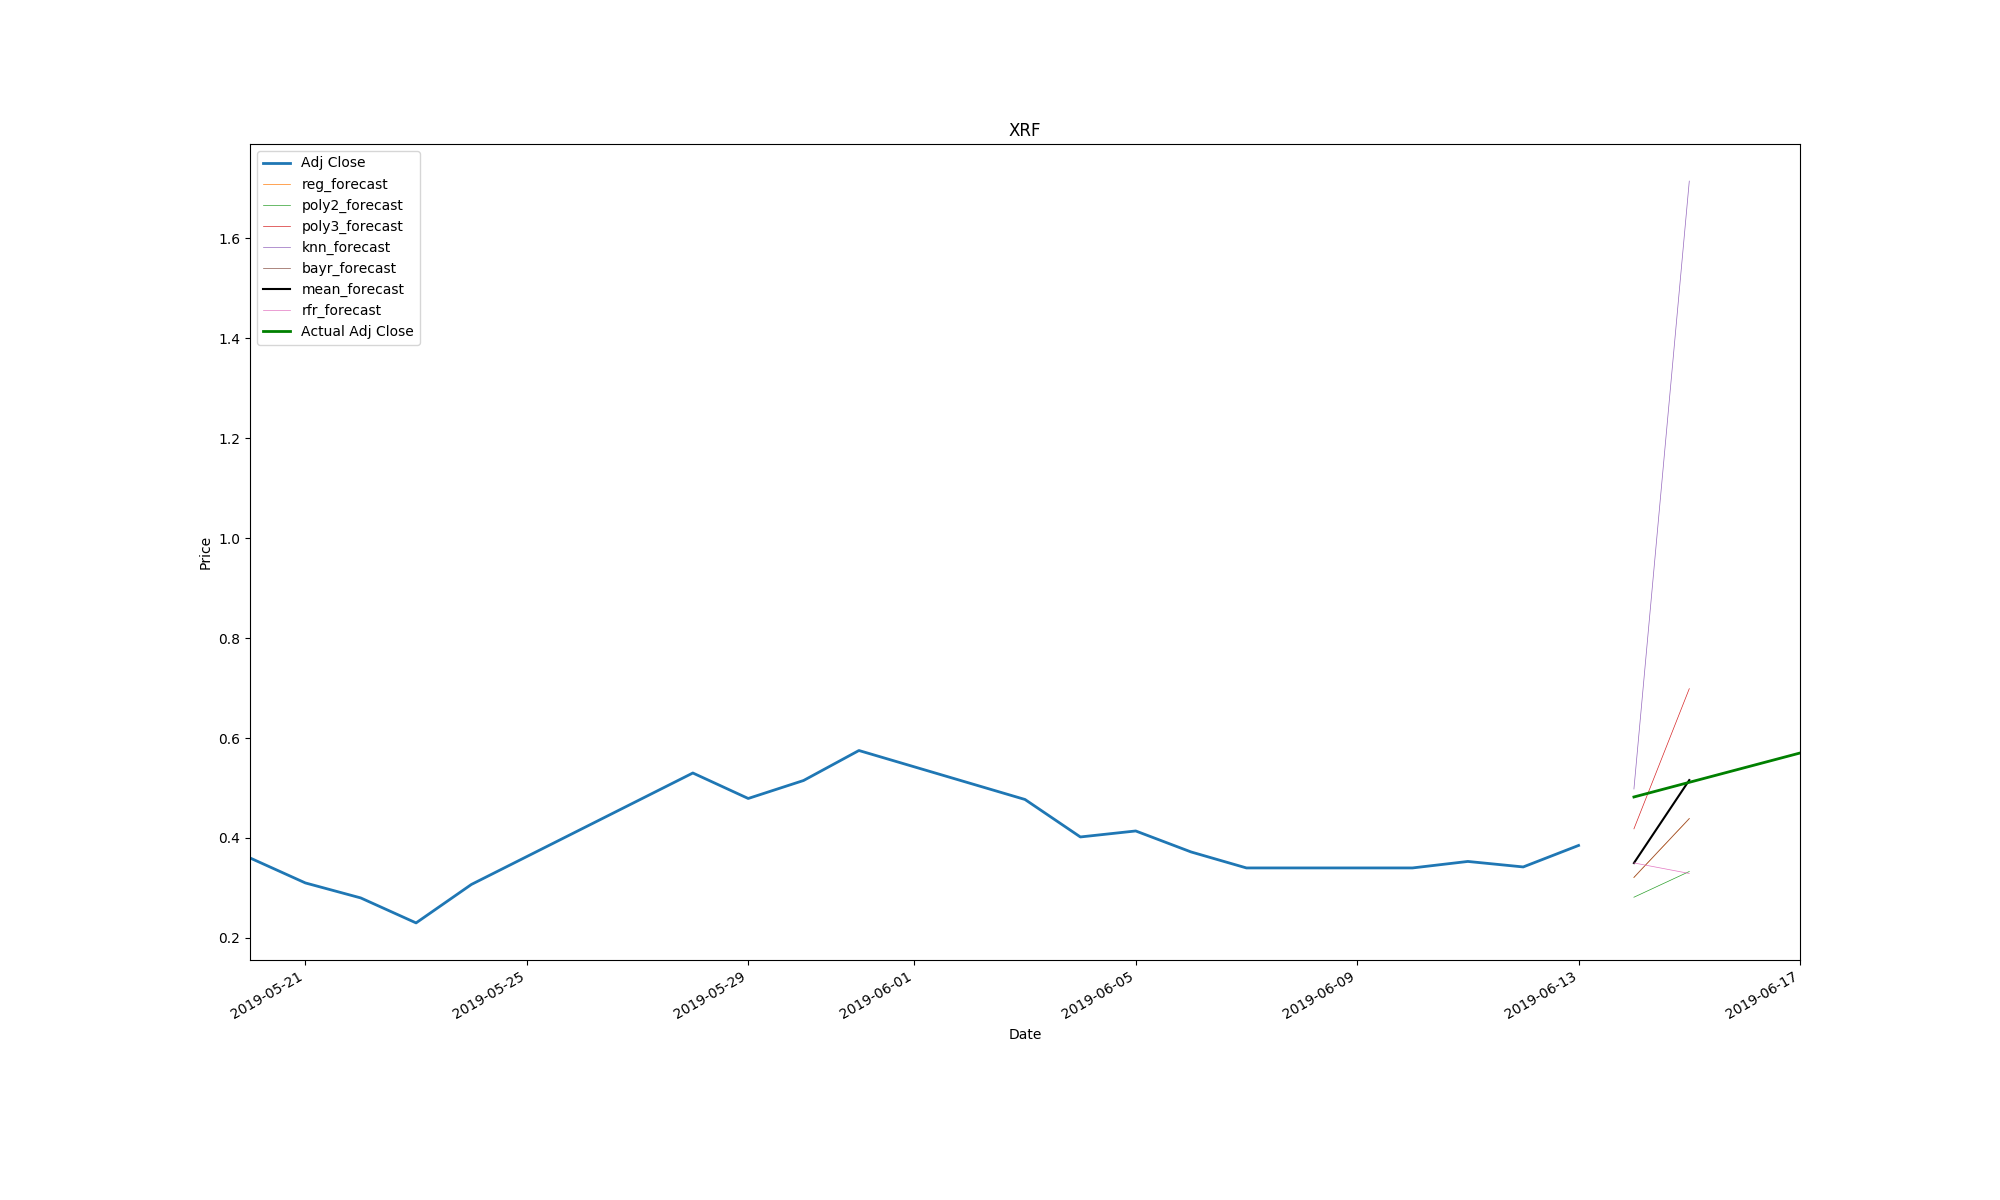 XRF
Adj Close
reg_forecast
poly2_forecast
poly3_forecast
knn_forecast
bayr_forecast
mean_forecast
rfr_forecast
Actual Adj Close
1.6
1.4
1.2
1.0
0.8
0.6
0.4
0.2
Price
2019-05-21
2019-05-25
2019-05-29
2019-06-01
2019-06-05
2019-06-09
2019-06-13
2019-06-17
Date